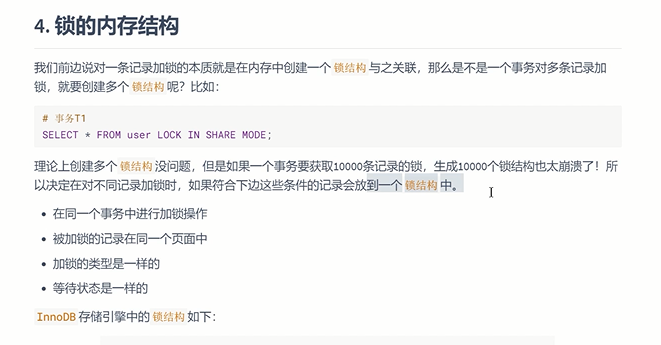 4. 锁的内存结构
我们前边说对一条记录加锁的本质就是在内存中创建一个 锁结构 与之关联，那么是不是一个事务对多条记录加
锁，就要创建多个 锁结构 呢？比如：
# 事务T1
SELECT * FROM user LOCK IN SHARE MODE;
理论上创建多个 锁结构 没问题，但是如果一个事务要获取10000条记录的锁，生成10000个锁结构也太崩溃了！所
以决定在对不同记录加锁时，如果符合下边这些条件的记录会放到一个 锁结构 中。
• 在同一个事务中进行加锁操作
• 被加锁的记录在同一个页面中
• 加锁的类型是一样的
• 等待状态是一样的
InnoDB 存储引擎中的 锁结构 如下：